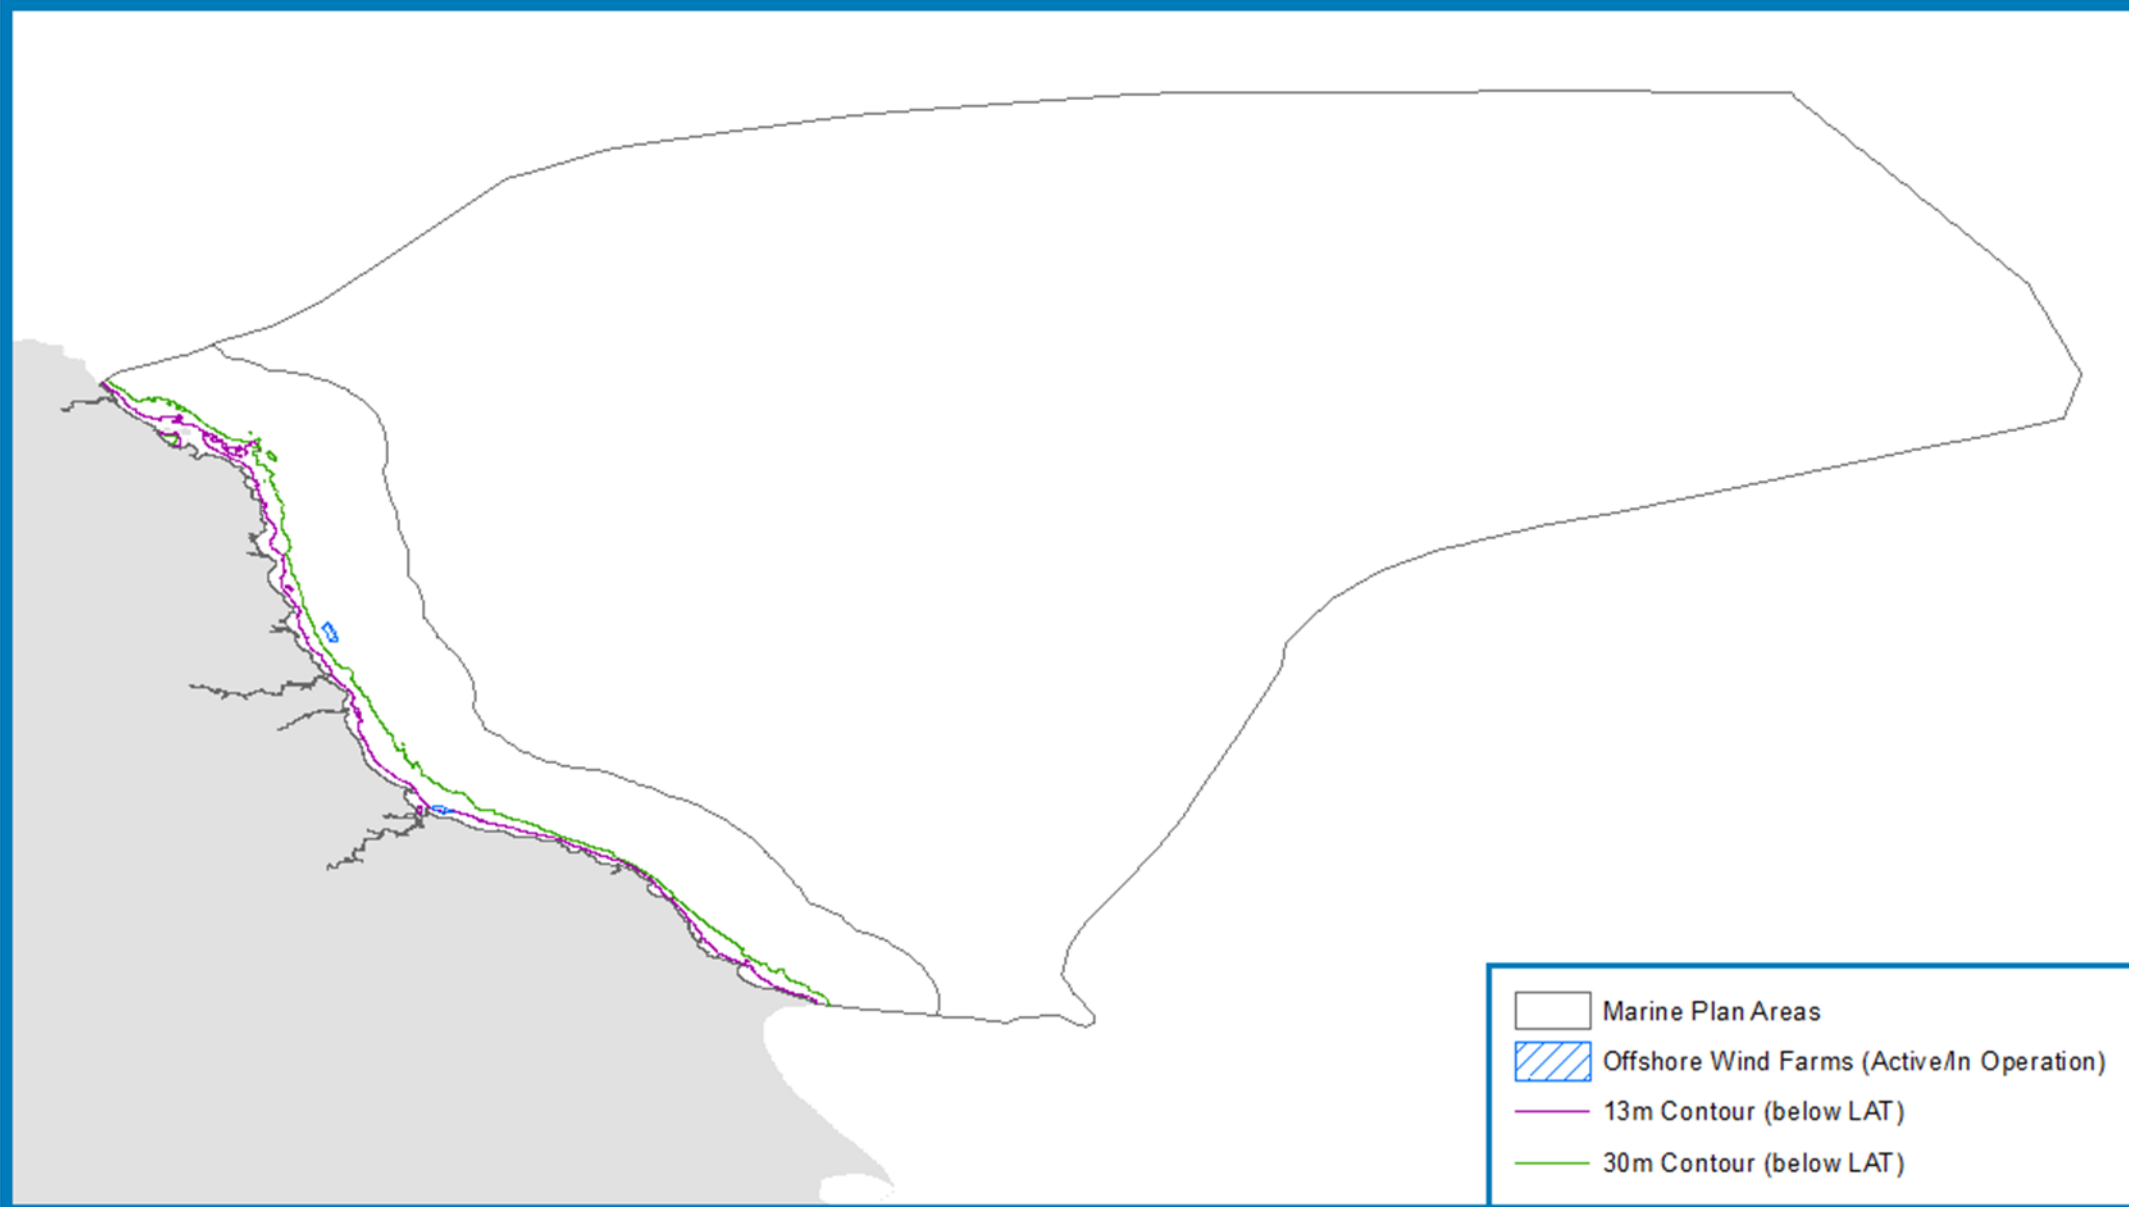 Marine Plan Areas
Offshore Wind Farms (Active/In Operation)
13m Contour (below LAT)
30m Contour (below LAT)